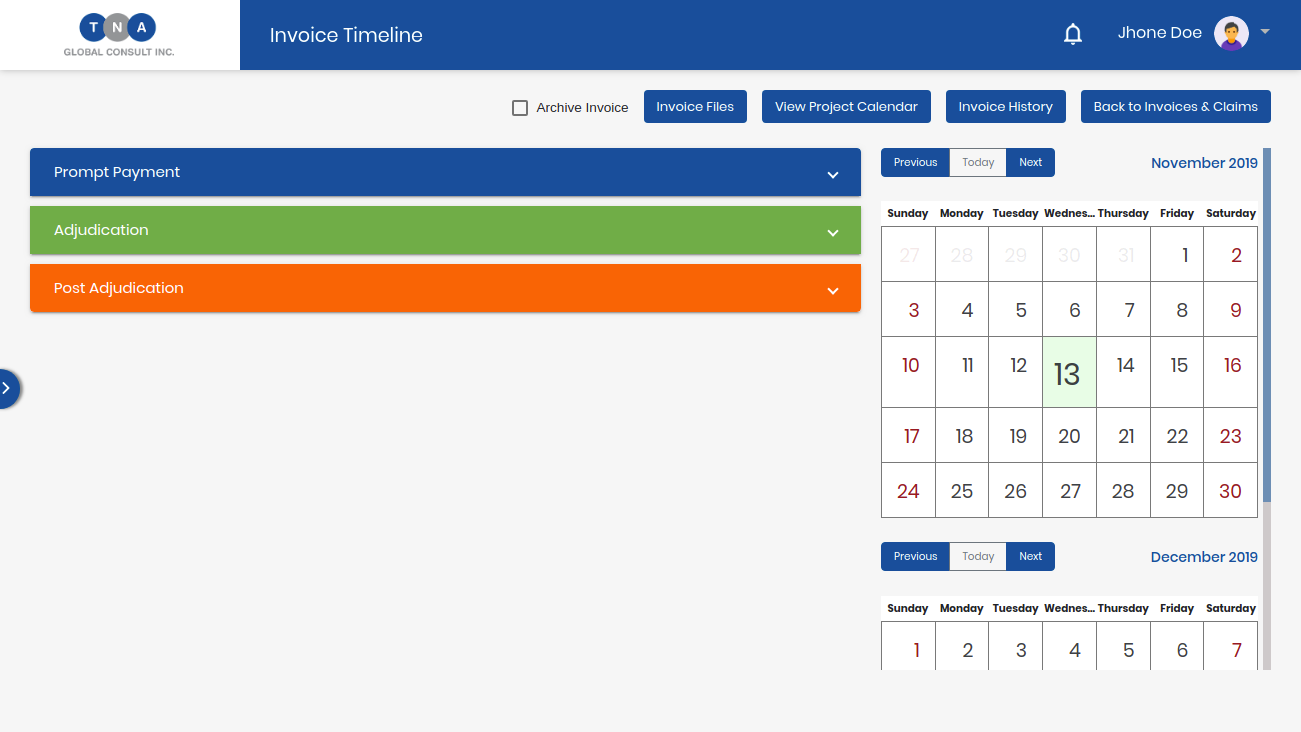 T N A
GLOBAL CONSULT INC.
Invoice Timeline
Jhone Doe
Archive Invoice
Invoice Files
View Project Calendar
Invoice History
Back to Invoices & Claims
Prompt Payment
Adjudication
Post Adjudication
Previous Today Next
November 2019
Sunday Monday Tuesday Wednes... Thursday Friday Saturday
27 28 29 30 31 1 2
3 4 5 6 7 8 9
10 11 12 13 14 15 16
17 18 19 20 21 22 23
24 25 26 27 28 29 30
Previous Today Next
December 2019
Sunday Monday Tuesday Wednes... Thursday Friday Saturday
1 2 3 4 5 6 7